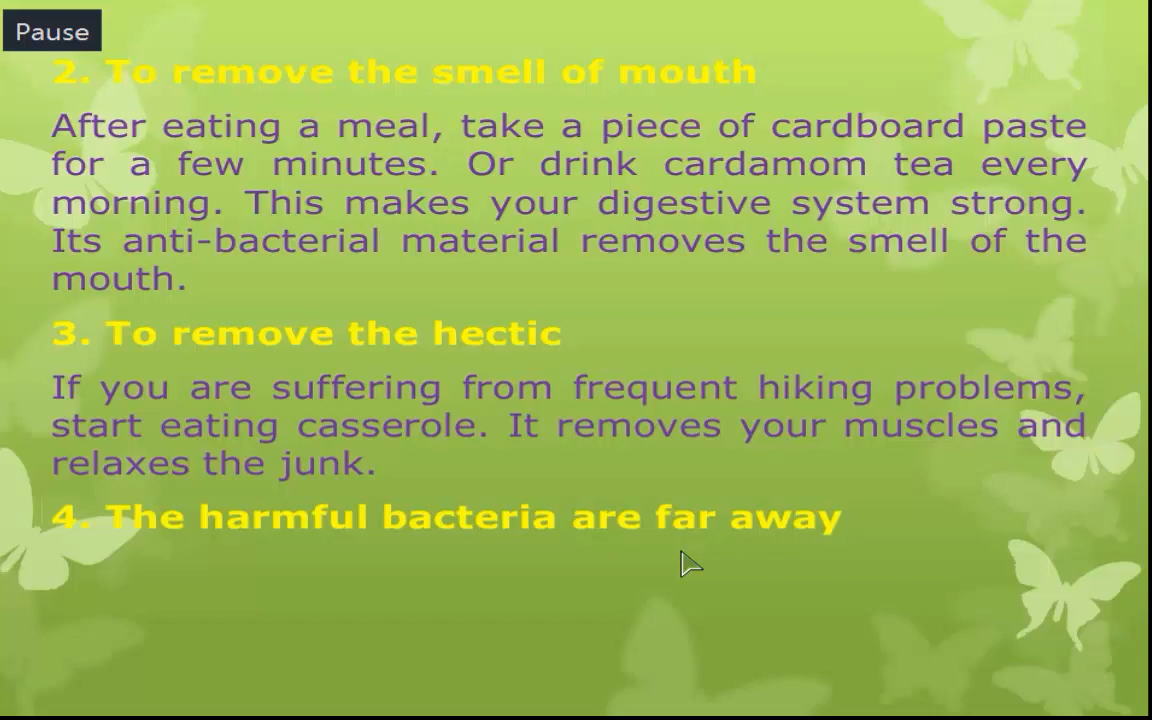 Pause
2. To remove the smell of mouth
After eating a meal, take a piece of cardboard paste
for a few minutes. Or drink cardamom tea every
morning. This makes your digestive system strong.
Its anti-bacterial material removes the smell of the
mouth.
3. To remove the hectic
If you are suffering from frequent hiking problems,
start eating casserole. It removes your muscles and
relaxes the junk.
4. The harmful bacteria are far away